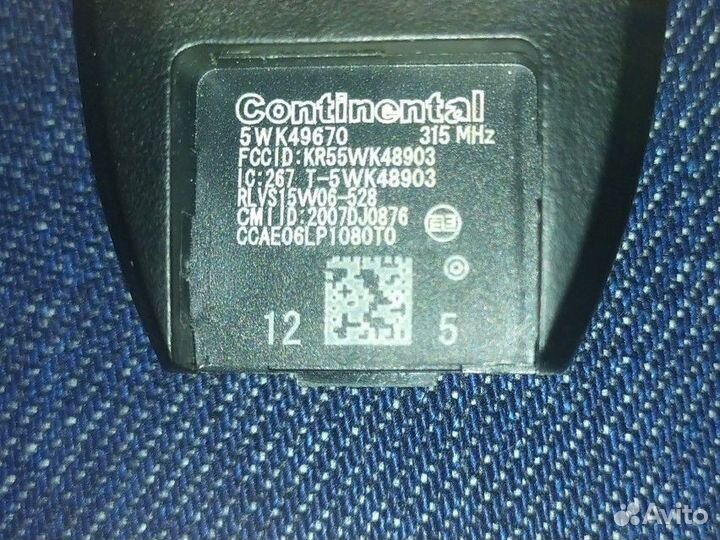 Continental
5WK49670 315 MHz
FCCID:KR55WK48903
IC:267 T-5WK48903
RLVS15W06-528
CMIID:2007DJ0876
CCAE06LP1080T0
12 5
Avito